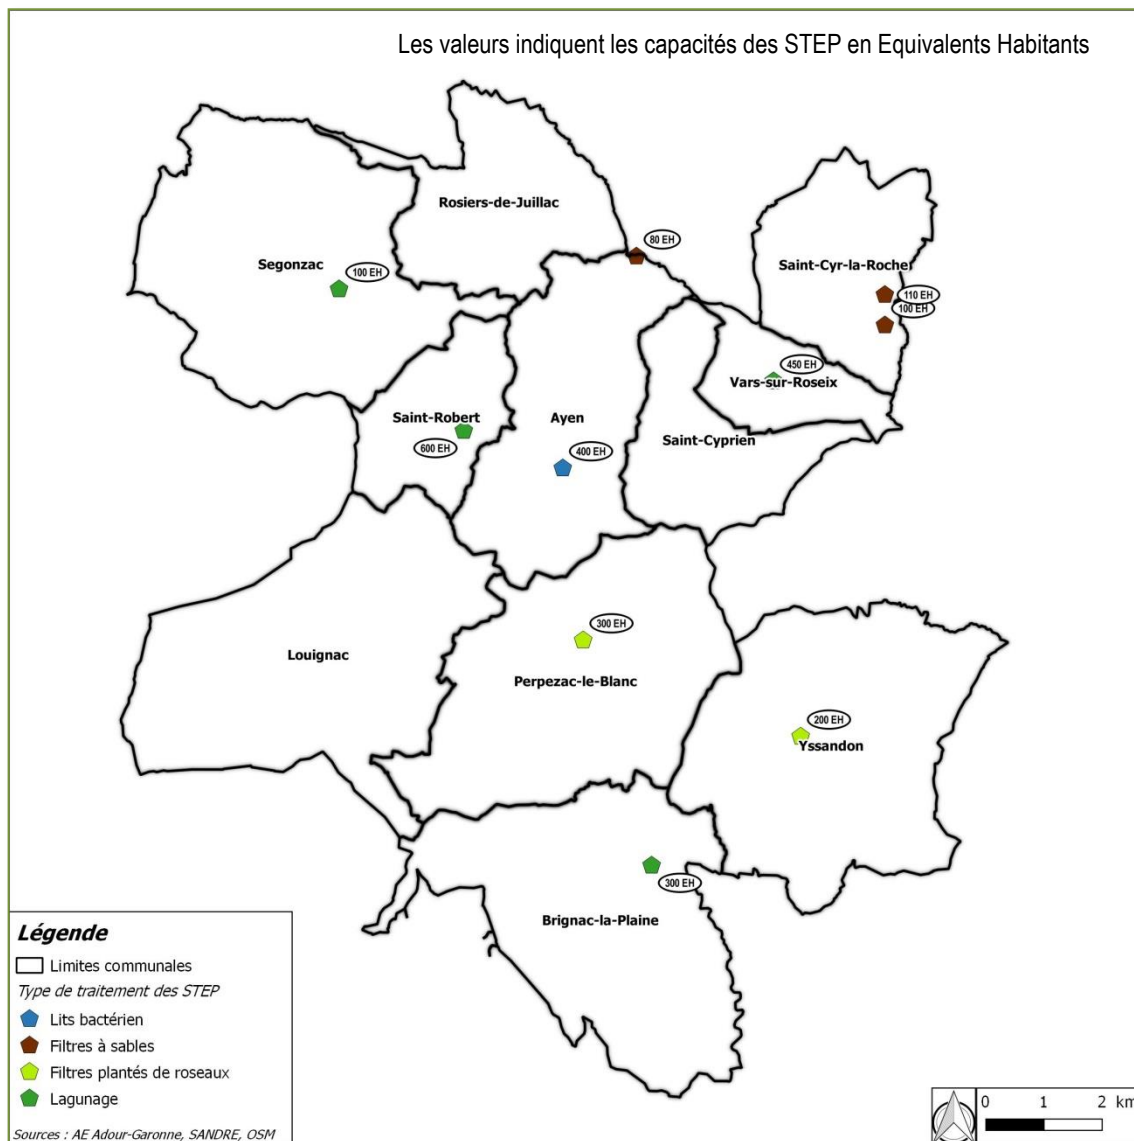 Les valeurs indiquent les capacités des STEP en Equivalents Habitants
Rosiers-de-Juillac
80 EH
Segonzac
100 EH
Saint-Cyr-la-Roche
110 EH
100 EH
450 EH
Vars-sur-Roseix
Saint-Robert
600 EH
Ayen
400 EH
Saint-Cyprien
300 EH
Louignac
Perpezac-le-Blanc
200 EH
Yssandon
300 EH
Brignac-la-Plaine
Légende
Limites communales
Type de traitement des STEP
Lits bactérien
Filtres à sables
Filtres plantés de roseaux
Lagunage
Sources : AE Adour-Garonne, SANDRE, OSM
0 1 2 km